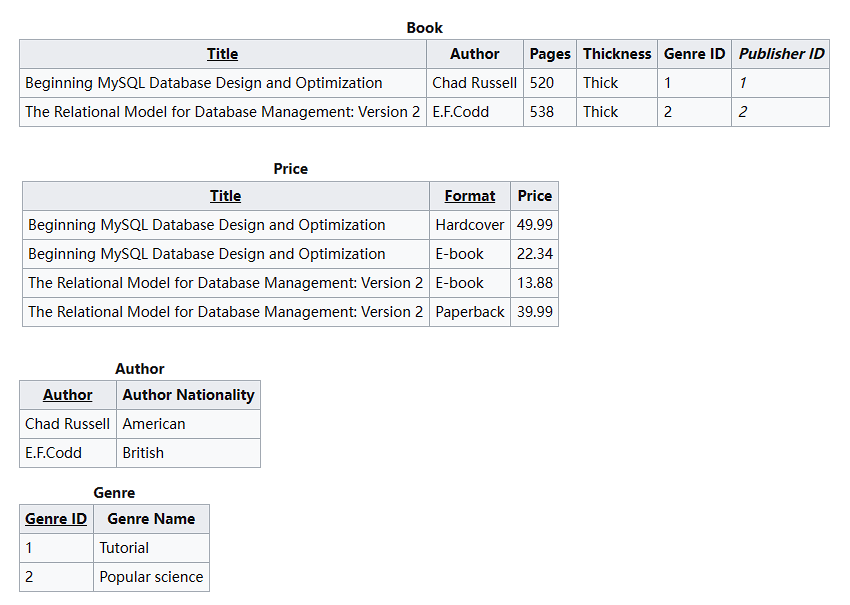 Book
Title Author Pages Thickness Genre ID Publisher ID
Beginning MySQL Database Design and Optimization Chad Russell 520 Thick 1 1
The Relational Model for Database Management: Version 2 E.F.Codd 538 Thick 2 2
Price
Title Format Price
Beginning MySQL Database Design and Optimization Hardcover 49.99
Beginning MySQL Database Design and Optimization E-book 22.34
The Relational Model for Database Management: Version 2 E-book 13.88
The Relational Model for Database Management: Version 2 Paperback 39.99
Author
Author Author Nationality
Chad Russell American
E.F.Codd British
Genre
Genre ID Genre Name
1 Tutorial
2 Popular science